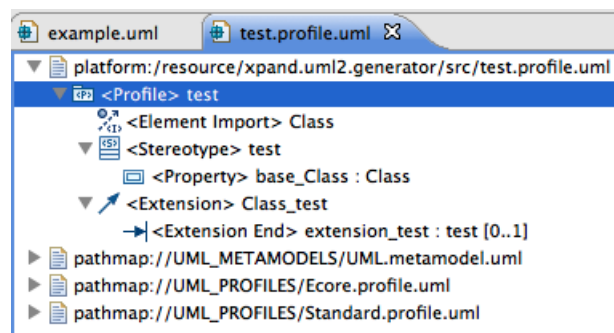 example.uml test.profile.uml
platform:/resource/xpand.uml2.generator/src/test.profile.uml
<Profile> test
<Element Import> Class
<Stereotype> test
<Property> base_Class : Class
<Extension> Class_test
<Extension End> extension_test : test [0..1]
pathmap://UML_METAMODELS/UML.metamodel.uml
pathmap://UML_PROFILES/Ecore.profile.uml
pathmap://UML_PROFILES/Standard.profile.uml